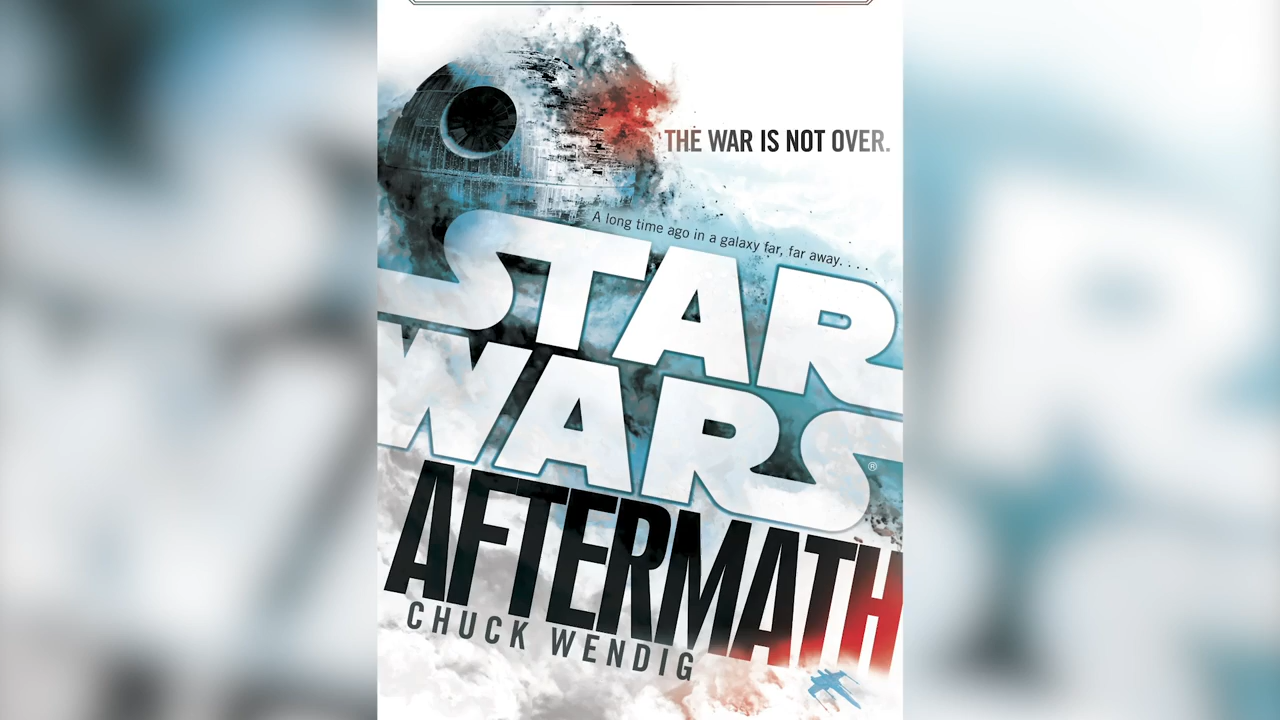 THE WAR IS NOT OVER.
A long time ago in a galaxy far, far away. . . .
STAR
WARS®
AFTERMATH
CHUCK WENDIG